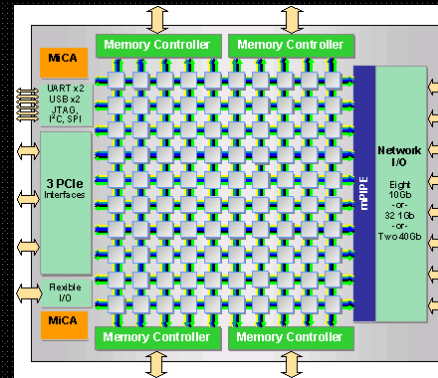 Memory Controller
Memory Controller
MiCA
UART x2
USB x2
JTAG,
I²C, SPI
3 PCIe
Interfaces
Flexible
I/O
MiCA
mPIPE
Network
I/O
Eight
10Gb
-or-
32 1Gb
-or-
Two 40Gb
Memory Controller
Memory Controller